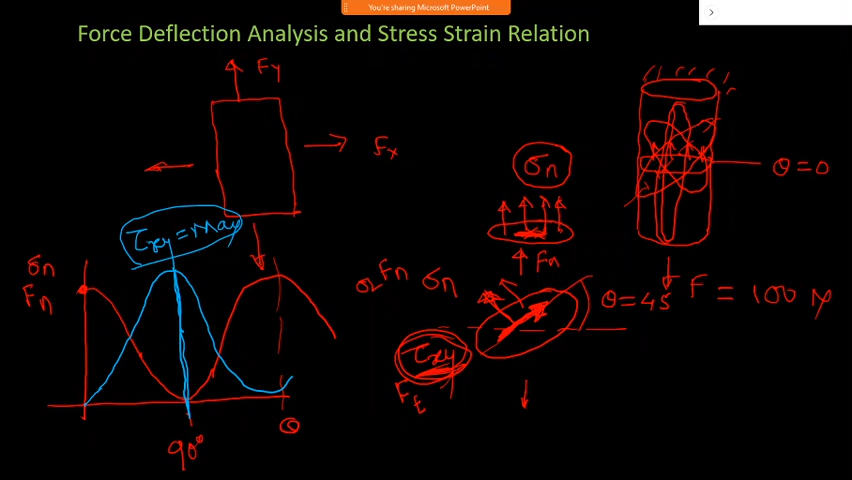 You're sharing Microsoft PowerPoint
Force Deflection Analysis and Stress Strain Relation
Fy
Fx
σn
θ=0
τxy=Max
Fn
σn
Fn
or Fn σn
θ=45
F = 100 N
τxy
Ft
90°
θ